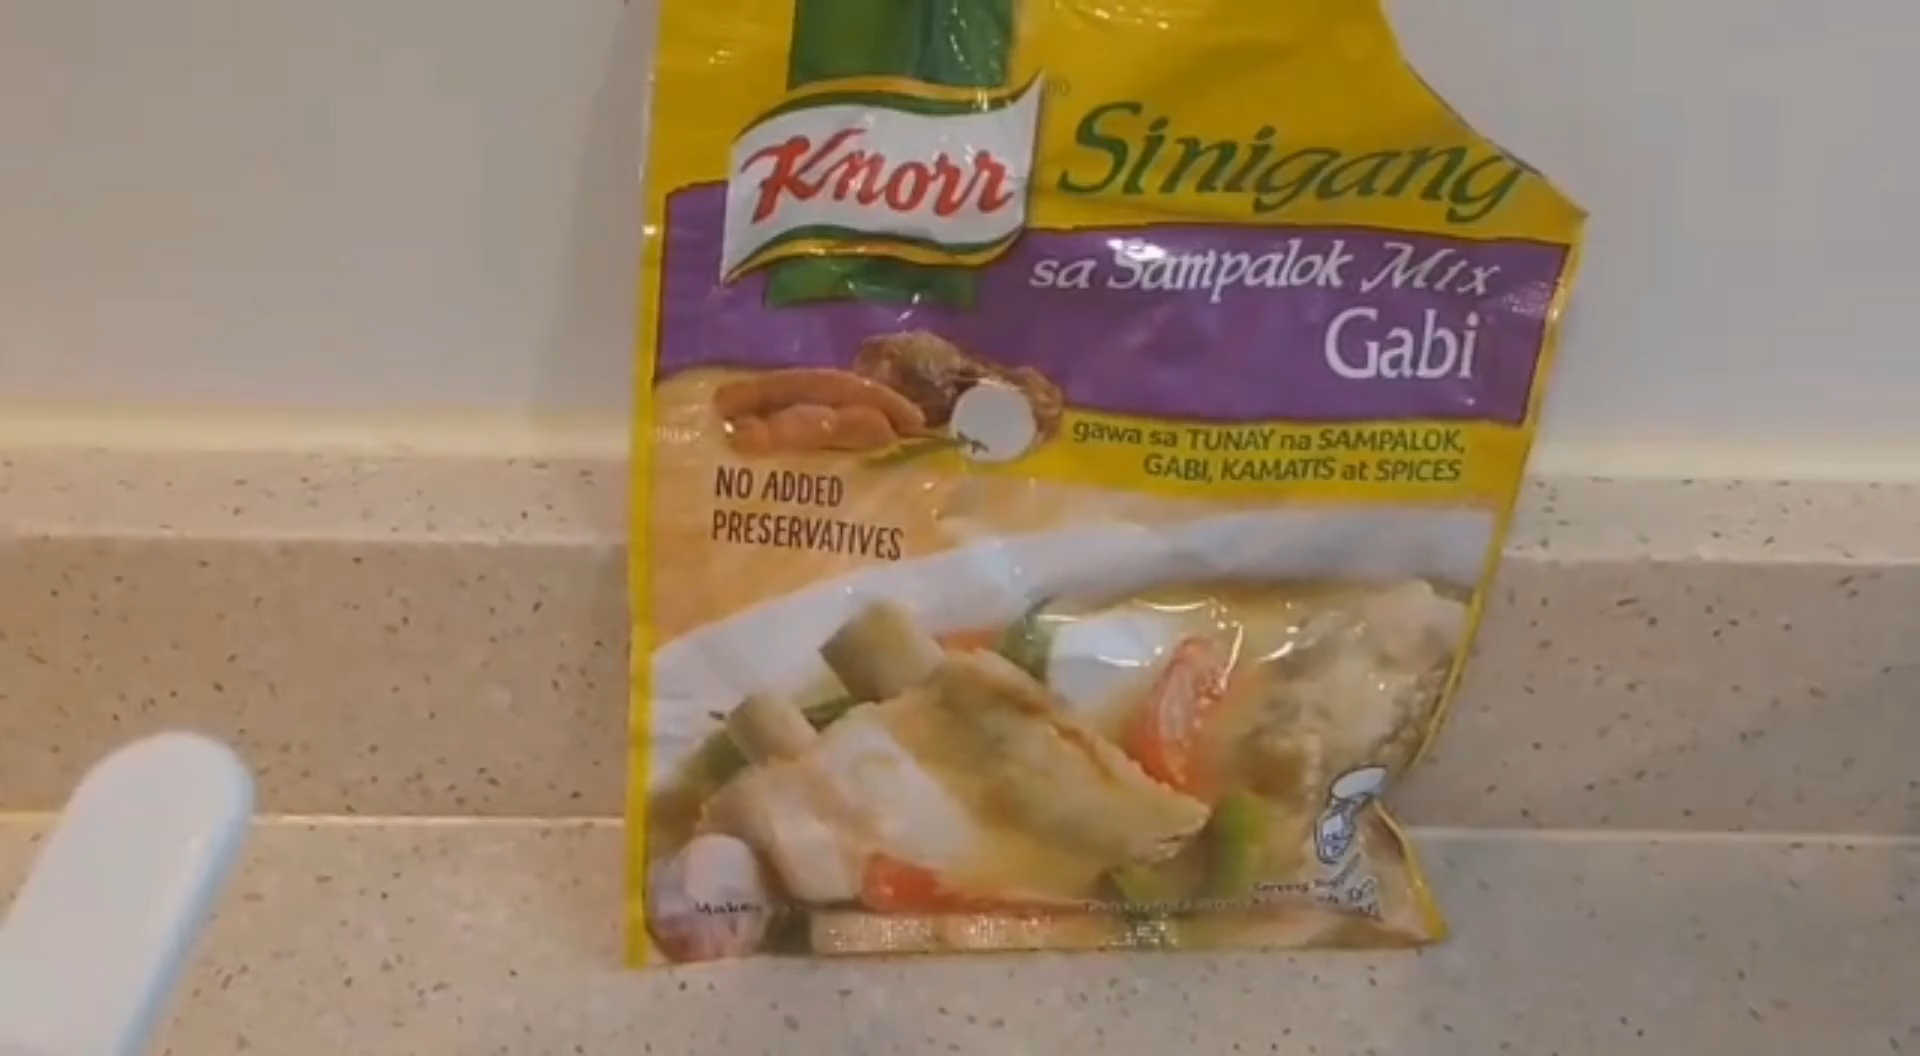 Knorr
Sinigang
sa Sampalok Mix
Gabi
gawa sa TUNAY na SAMPALOK,
GABI, KAMATIS at SPICES
NO ADDED
PRESERVATIVES